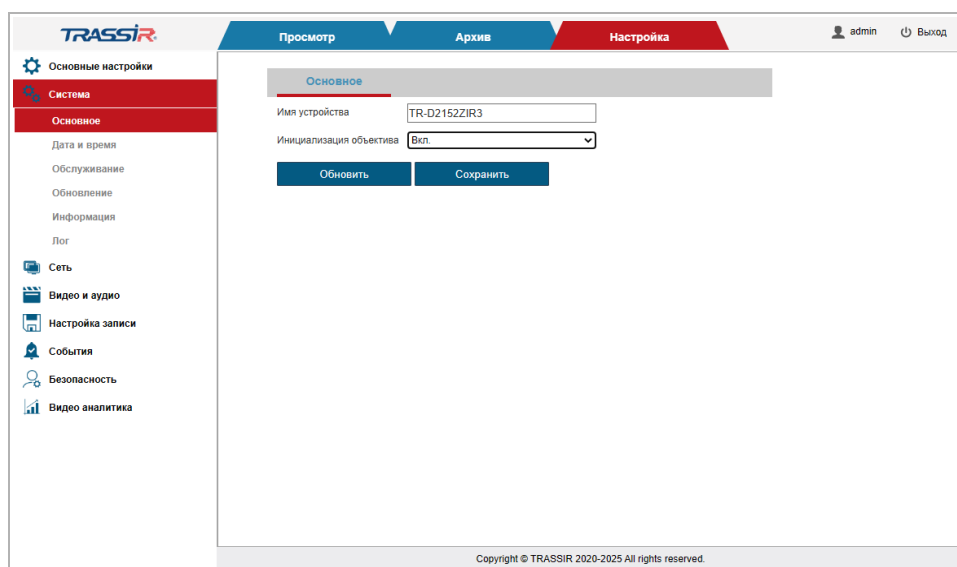 TRASSIR
Просмотр
Архив
Настройка
admin
Выход
Основные настройки
Система
Основное
Дата и время
Обслуживание
Обновление
Информация
Лог
Сеть
Видео и аудио
Настройка записи
События
Безопасность
Видео аналитика
Основное
Имя устройства TR-D2152ZIR3
Инициализация объектива Вкл.
Обновить Сохранить
Copyright © TRASSIR 2020-2025 All rights reserved.